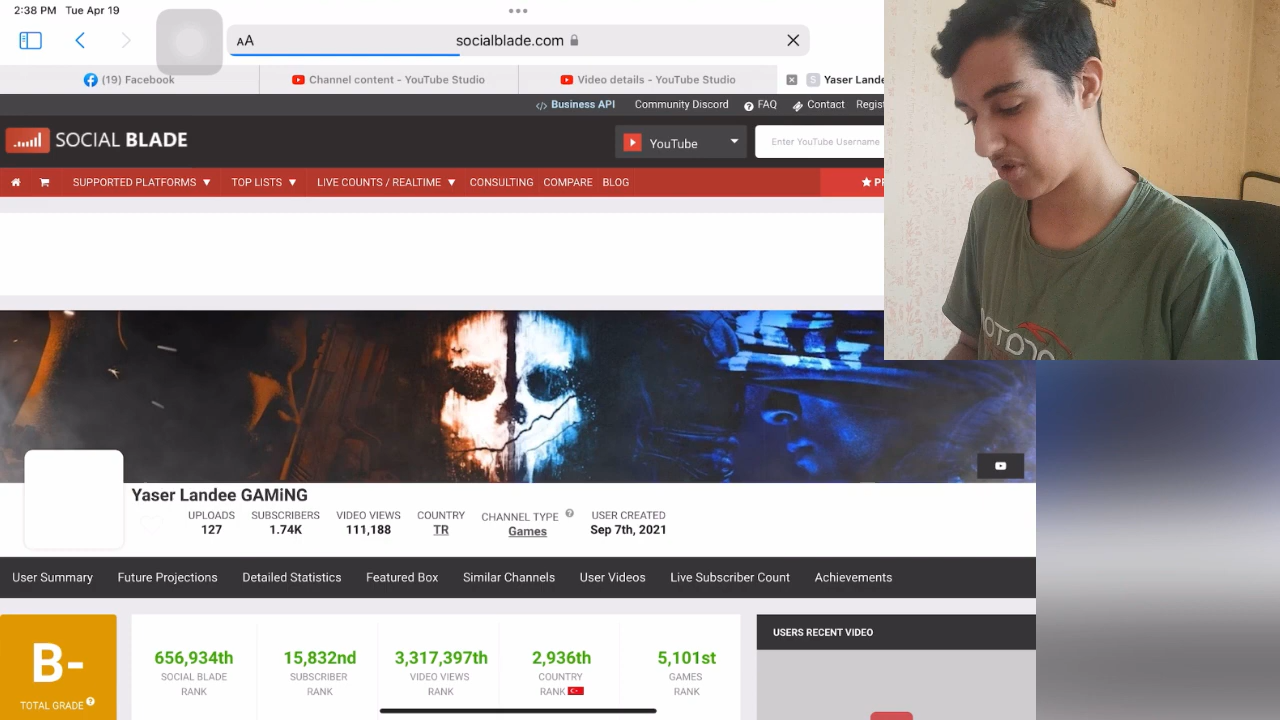 2:38 PM Tue Apr 19
AA socialblade.com
(19) Facebook
Channel content - YouTube Studio
Video details - YouTube Studio
Yaser Lande
</> Business API
Community Discord
FAQ
Contact
Regist
SOCIAL BLADE
YouTube
Enter YouTube Username
SUPPORTED PLATFORMS
TOP LISTS
LIVE COUNTS / REALTIME
CONSULTING
COMPARE
BLOG
PR
Yaser Landee GAMiNG
UPLOADS SUBSCRIBERS VIDEO VIEWS COUNTRY CHANNEL TYPE USER CREATED
127 1.74K 111,188 TR Games Sep 7th, 2021
User Summary Future Projections Detailed Statistics Featured Box Similar Channels User Videos Live Subscriber Count Achievements
B-
TOTAL GRADE
656,934th 15,832nd 3,317,397th 2,936th 5,101st
SOCIAL BLADE SUBSCRIBER VIDEO VIEWS COUNTRY GAMES
RANK RANK RANK RANK RANK
USERS RECENT VIDEO